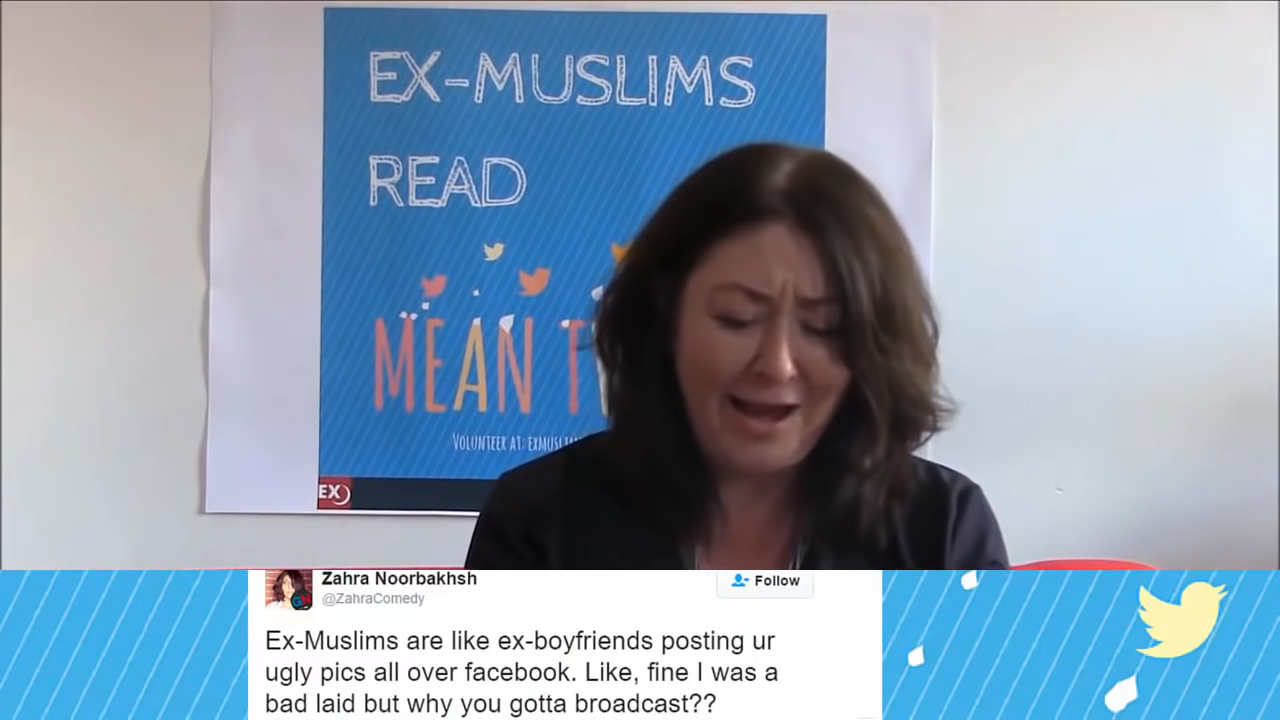 EX-MUSLIMS
READ
MEAN T
VOLUNTEER AT:
EX
Zahra Noorbakhsh
@ZahraComedy
Follow
Ex-Muslims are like ex-boyfriends posting ur
ugly pics all over facebook. Like, fine I was a
bad laid but why you gotta broadcast??